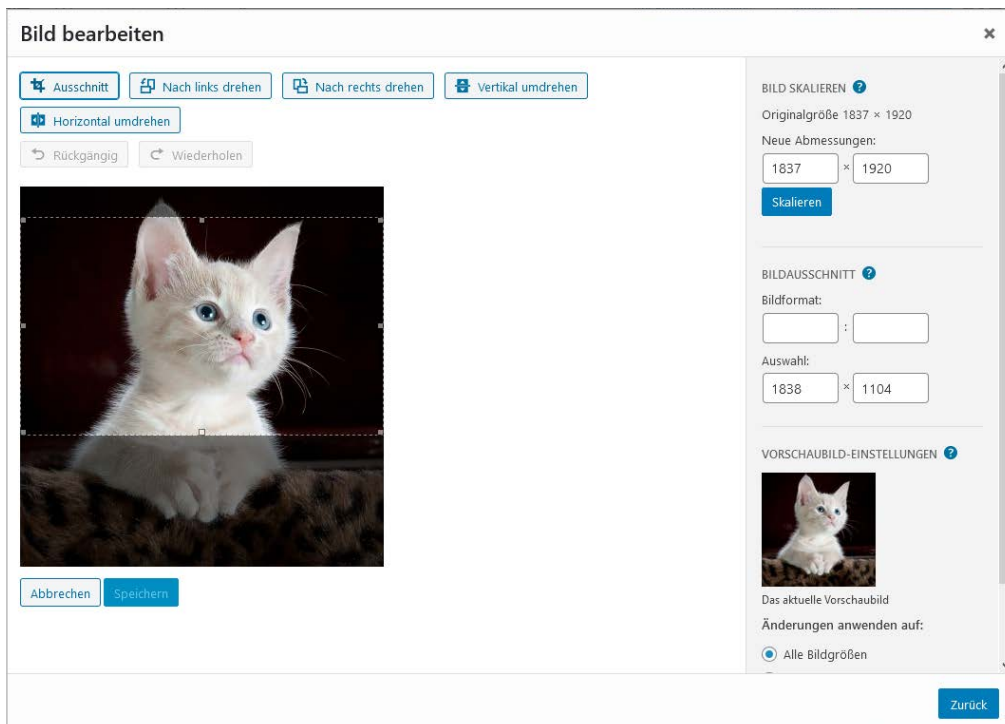 Bild bearbeiten
Ausschnitt
Nach links drehen
Nach rechts drehen
Vertikal umdrehen
Horizontal umdrehen
Rückgängig
Wiederholen
Abbrechen
Speichern
BILD SKALIEREN ?
Originalgröße 1837 × 1920
Neue Abmessungen:
1837 × 1920
Skalieren
BILDAUSSCHNITT ?
Bildformat:
:
Auswahl:
1838 × 1104
VORSCHAUBILD-EINSTELLUNGEN ?
Das aktuelle Vorschaubild
Änderungen anwenden auf:
Alle Bildgrößen
Zurück